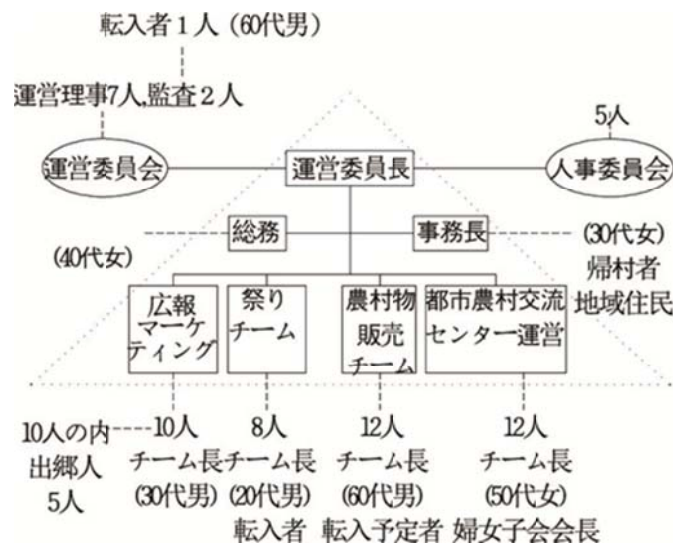 転入者1人 (60代男)
運営理事7人,監査2人
5人
運営委員会
運営委員長
人事委員会
総務
事務長
(40代女)
(30代女)
帰村者
地域住民
広報
マーケ
ティング
祭り
チーム
農村物
販売
チーム
都市農村交流
センター運営
10人の内
出郷人
5人
10人
チーム長
(30代男)
8人
チーム長
(20代男)
転入者
12人
チーム長
(60代男)
転入予定者
12人
チーム長
(50代女)
婦女子会会長